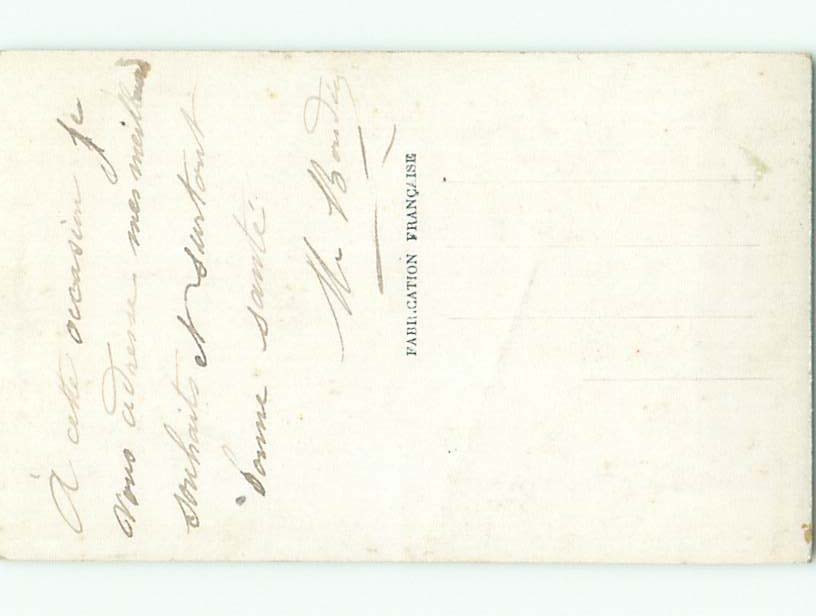 À cette occasion je
vous adresse mes meilleurs
souhaits et surtout
bonne santé
FABRICATION FRANÇAISE